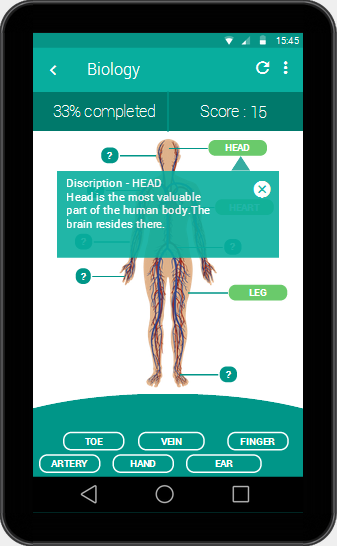 15:45
Biology
33% completed
Score : 15
HEAD
?
Discription - HEAD
Head is the most valuable
part of the human body.The
brain resides there.
HEART
?
?
?
LEG
?
TOE
VEIN
FINGER
ARTERY
HAND
EAR